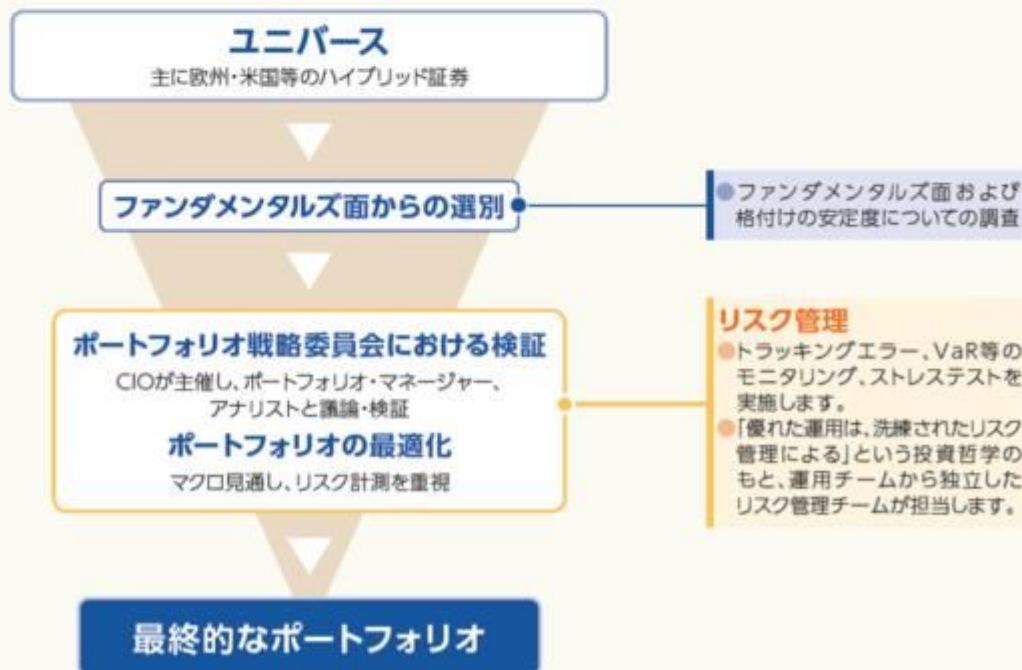 ユニバース
主に欧州・米国等のハイブリッド証券
ファンダメンタルズ面からの選別
●ファンダメンタルズ面および
格付けの安定度についての調査
ポートフォリオ戦略委員会における検証
CIOが主催し、ポートフォリオ・マネージャー、
アナリストと議論・検証
ポートフォリオの最適化
マクロ見通し、リスク計測を重視
リスク管理
●トラッキングエラー、VaR等の
モニタリング、ストレステストを
実施します。
●「優れた運用は、洗練されたリスク
管理による」という投資哲学の
もと、運用チームから独立した
リスク管理チームが担当します。
最終的なポートフォリオ